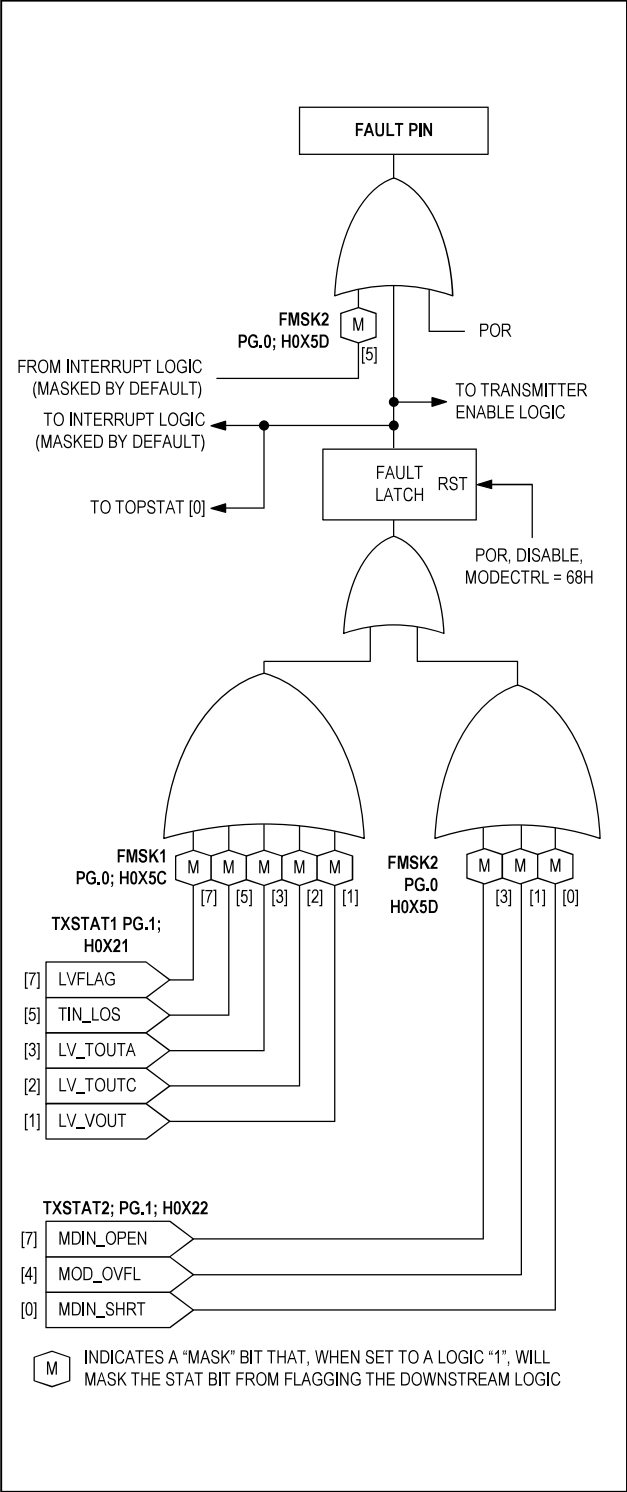 FAULT PIN
FMSK2
PG.0; H0X5D
M
[5]
POR
FROM INTERRUPT LOGIC
(MASKED BY DEFAULT)
TO TRANSMITTER
ENABLE LOGIC
TO INTERRUPT LOGIC
(MASKED BY DEFAULT)
FAULT
LATCH
RST
TO TOPSTAT [0]
POR, DISABLE,
MODECTRL = 68H
FMSK1
PG.0; H0X5C
M M M M M
[7] [5] [3] [2] [1]
FMSK2
PG.0
H0X5D
M M M
[3] [1] [0]
TXSTAT1 PG.1;
H0X21
[7] LVFLAG
[5] TIN_LOS
[3] LV_TOUTA
[2] LV_TOUTC
[1] LV_VOUT
TXSTAT2; PG.1; H0X22
[7] MDIN_OPEN
[4] MOD_OVFL
[0] MDIN_SHRT
M INDICATES A “MASK” BIT THAT, WHEN SET TO A LOGIC “1”, WILL
MASK THE STAT BIT FROM FLAGGING THE DOWNSTREAM LOGIC